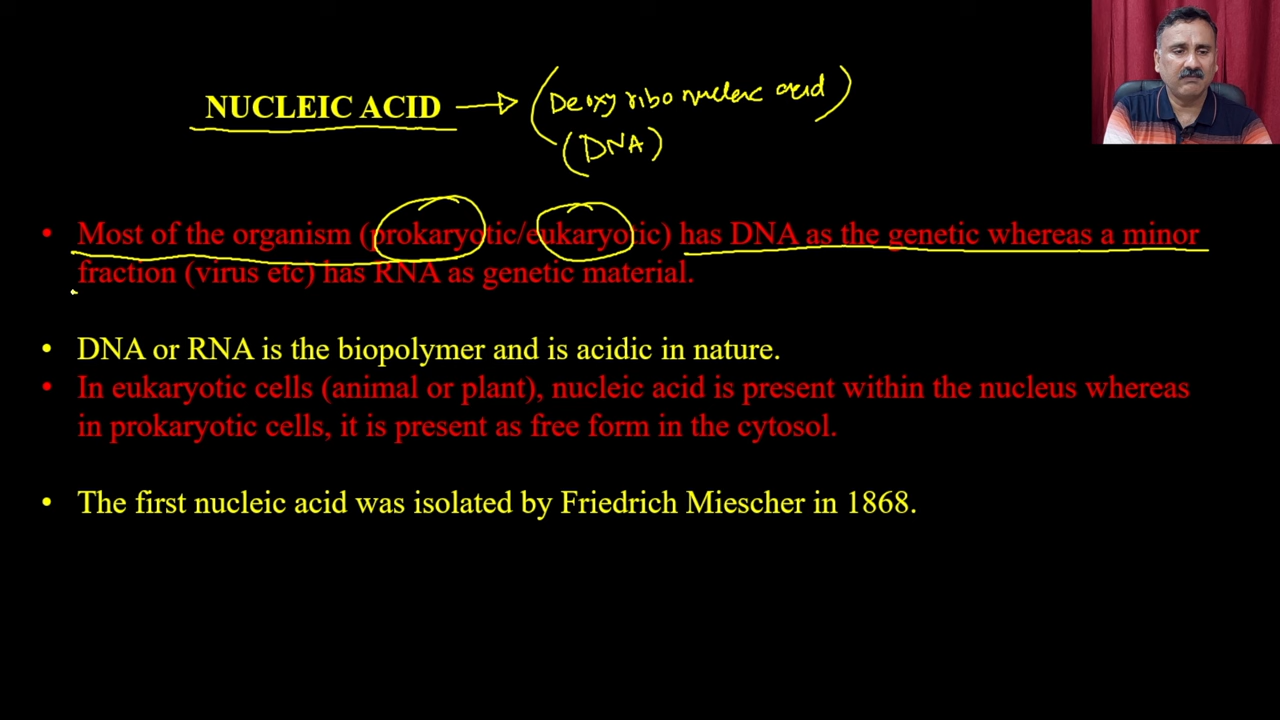 NUCLEIC ACID → (Deoxy ribo nucleic acid)
(DNA)
• Most of the organism (prokaryotic/eukaryotic) has DNA as the genetic whereas a minor
fraction (virus etc) has RNA as genetic material.
• DNA or RNA is the biopolymer and is acidic in nature.
• In eukaryotic cells (animal or plant), nucleic acid is present within the nucleus whereas
in prokaryotic cells, it is present as free form in the cytosol.
• The first nucleic acid was isolated by Friedrich Miescher in 1868.